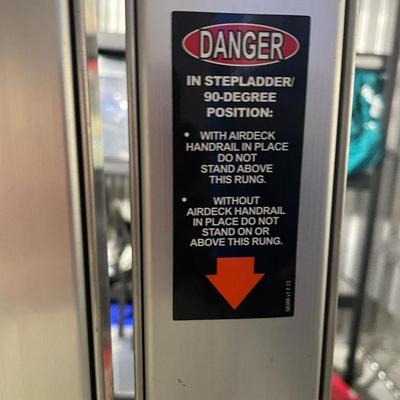 DANGER
IN STEPLADDER/
90-DEGREE
POSITION:
• WITH AIRDECK
HANDRAIL IN PLACE
DO NOT
STAND ABOVE
THIS RUNG.
• WITHOUT
AIRDECK HANDRAIL
IN PLACE DO NOT
STAND ON OR
ABOVE THIS RUNG.